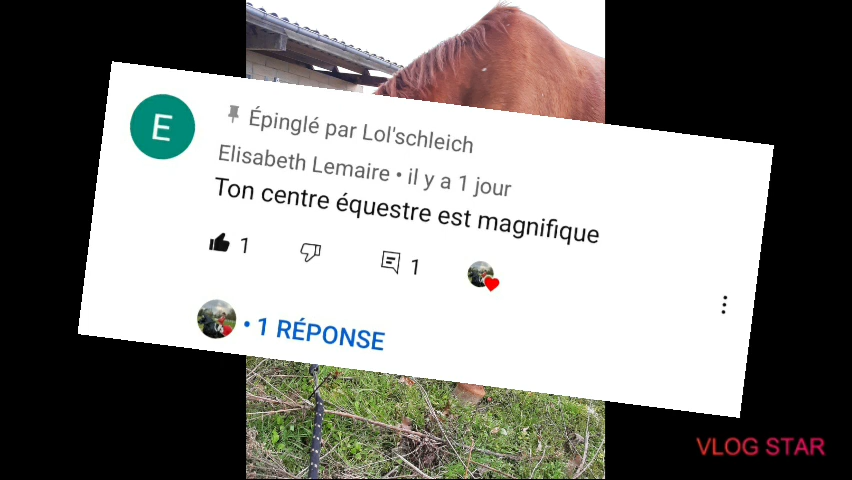 E
Épinglé par Lol'schleich
Elisabeth Lemaire • il y a 1 jour
Ton centre équestre est magnifique
1
1
• 1 RÉPONSE
VLOG STAR